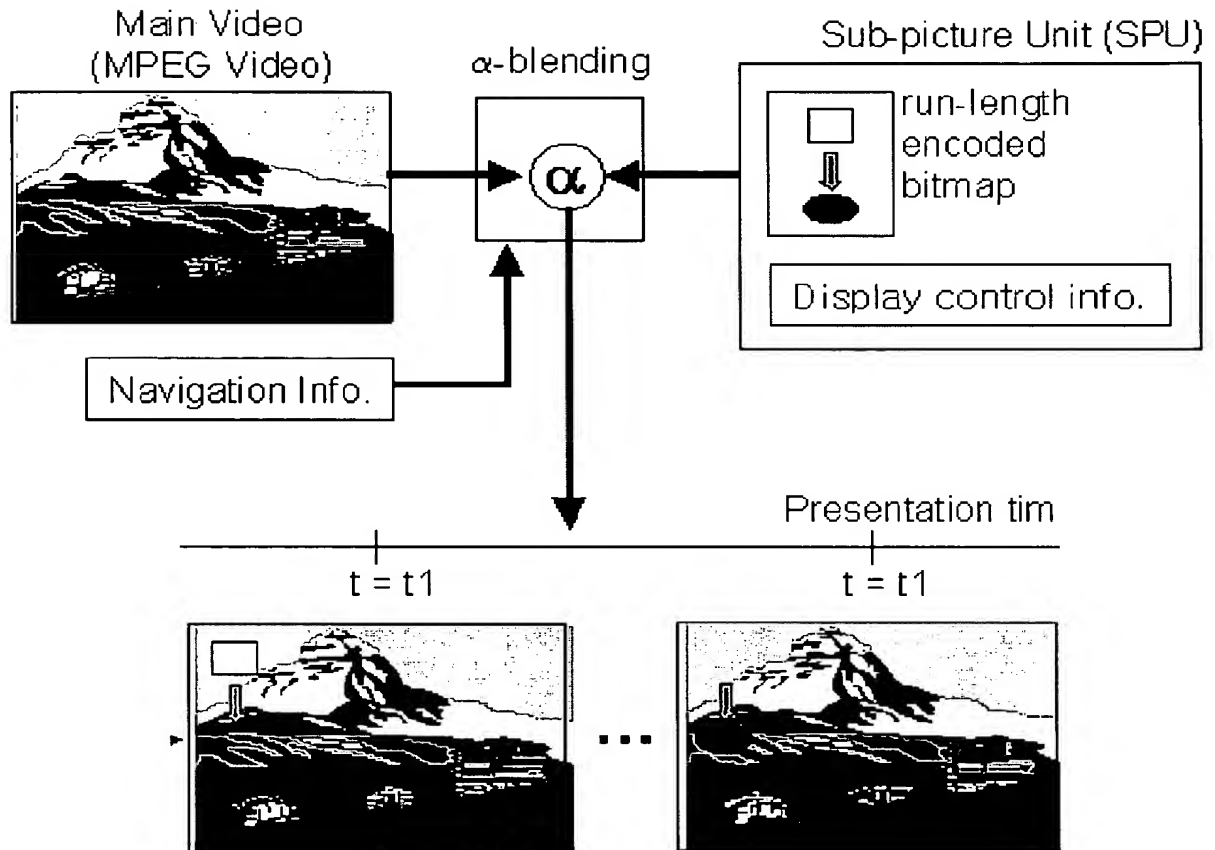 Main Video
(MPEG Video)
α-blending
Sub-picture Unit (SPU)
run-length
encoded
bitmap
α
Display control info.
Navigation Info.
Presentation tim
t = t1
t = t1